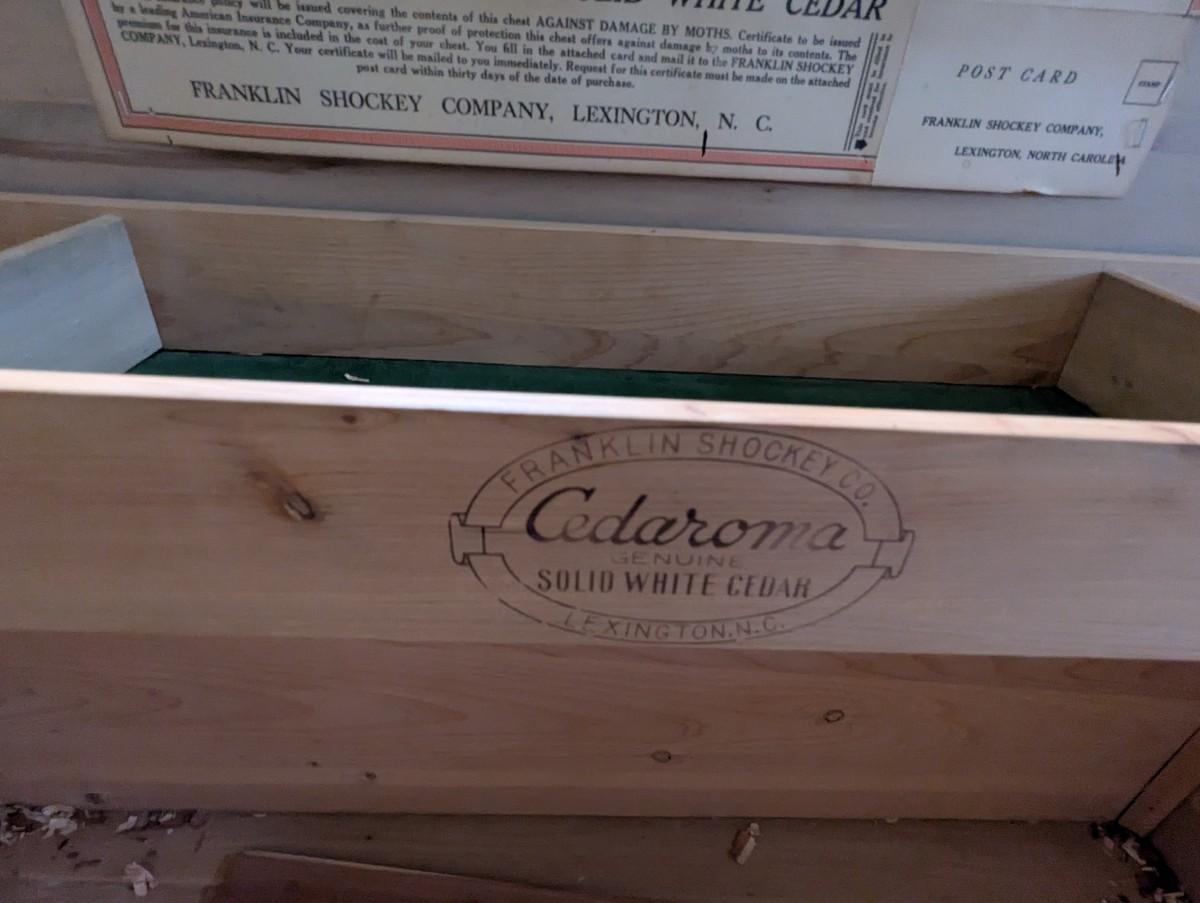 SOLID WHITE CEDAR
policy will be issued covering the contents of this chest AGAINST DAMAGE BY MOTHS. Certificate to be issued
by a leading American Insurance Company, as further proof of protection this chest offers against damage by moths to its contents. The
premium for this insurance is included in the cost of your chest. You fill in the attached card and mail it to the FRANKLIN SHOCKEY
COMPANY, Lexington, N. C. Your certificate will be mailed to you immediately. Request for this certificate must be made on the attached
post card within thirty days of the date of purchase.
FRANKLIN SHOCKEY COMPANY, LEXINGTON, N. C.
POST CARD
STAMP
FRANKLIN SHOCKEY COMPANY,
LEXINGTON, NORTH CAROLINA
FRANKLIN SHOCKEY CO.
Cedaroma
GENUINE
SOLID WHITE CEDAR
LEXINGTON, N.C.